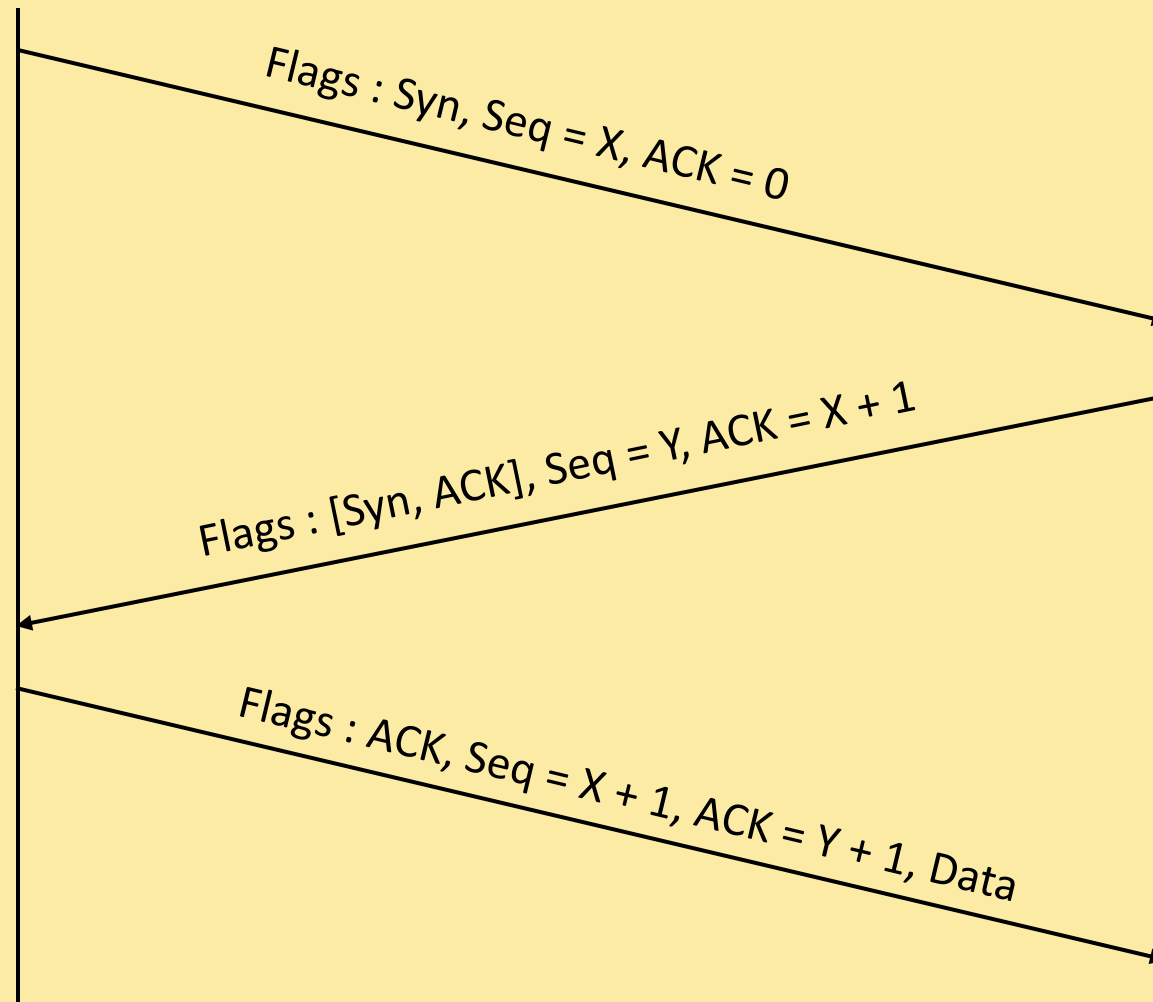 Flags : Syn, Seq = X, ACK = 0
Flags : [Syn, ACK], Seq = Y, ACK = X + 1
Flags : ACK, Seq = X + 1, ACK = Y + 1, Data